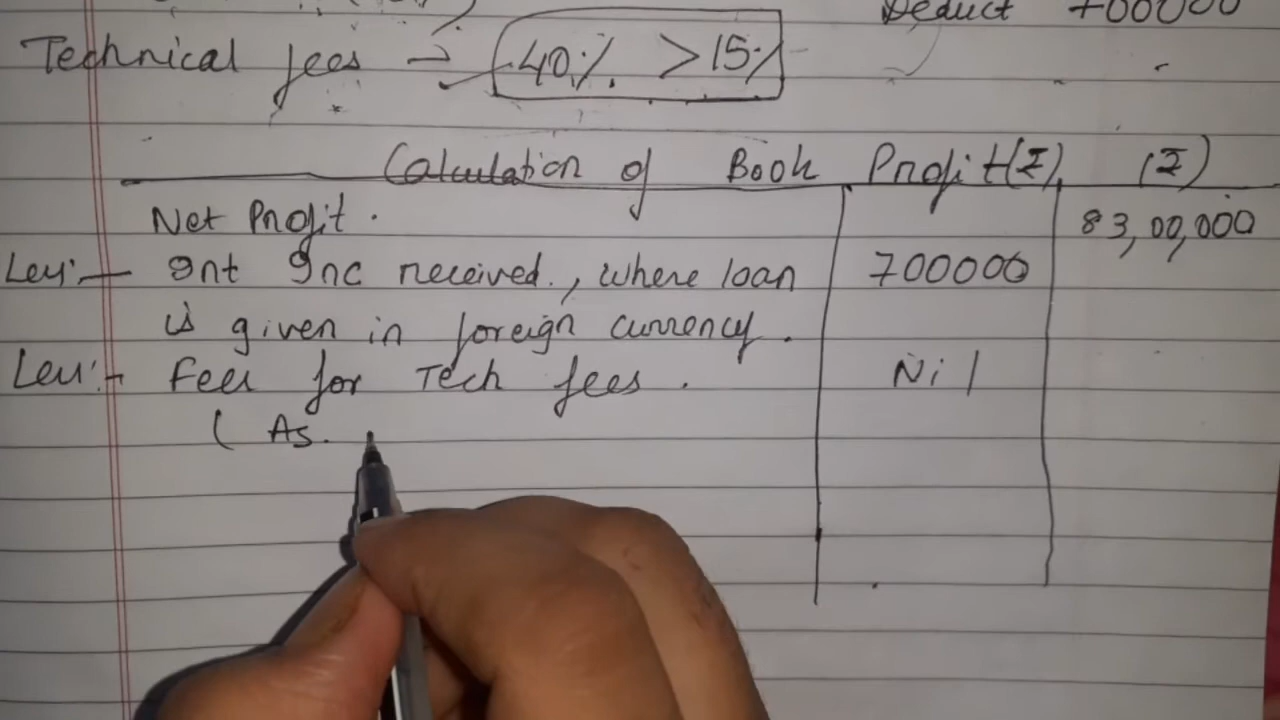 Deduct 700000
Technical fees → 40% > 15%
Calculation of Book Profit (₹) (₹)
Net Profit. 83,00,000
Less:- Int Inc received, where loan 700000
is given in foreign currency.
Less:- Fees for Tech fees. Nil
( As.